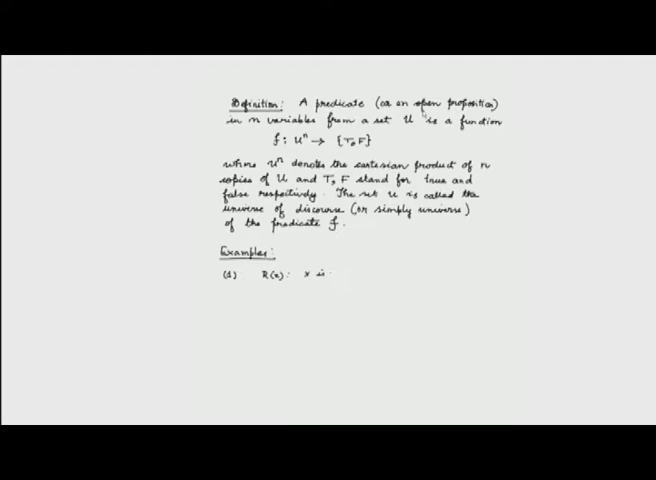 Definition: A predicate (or an open proposition)
in n variables from a set U is a function
f: Uⁿ → {T, F}
where Uⁿ denotes the cartesian product of n
copies of U and T, F stand for true and
false respectively. The set U is called the
universe of discourse (or simply universe)
of the predicate f.
Examples:
(1) R(x): x is